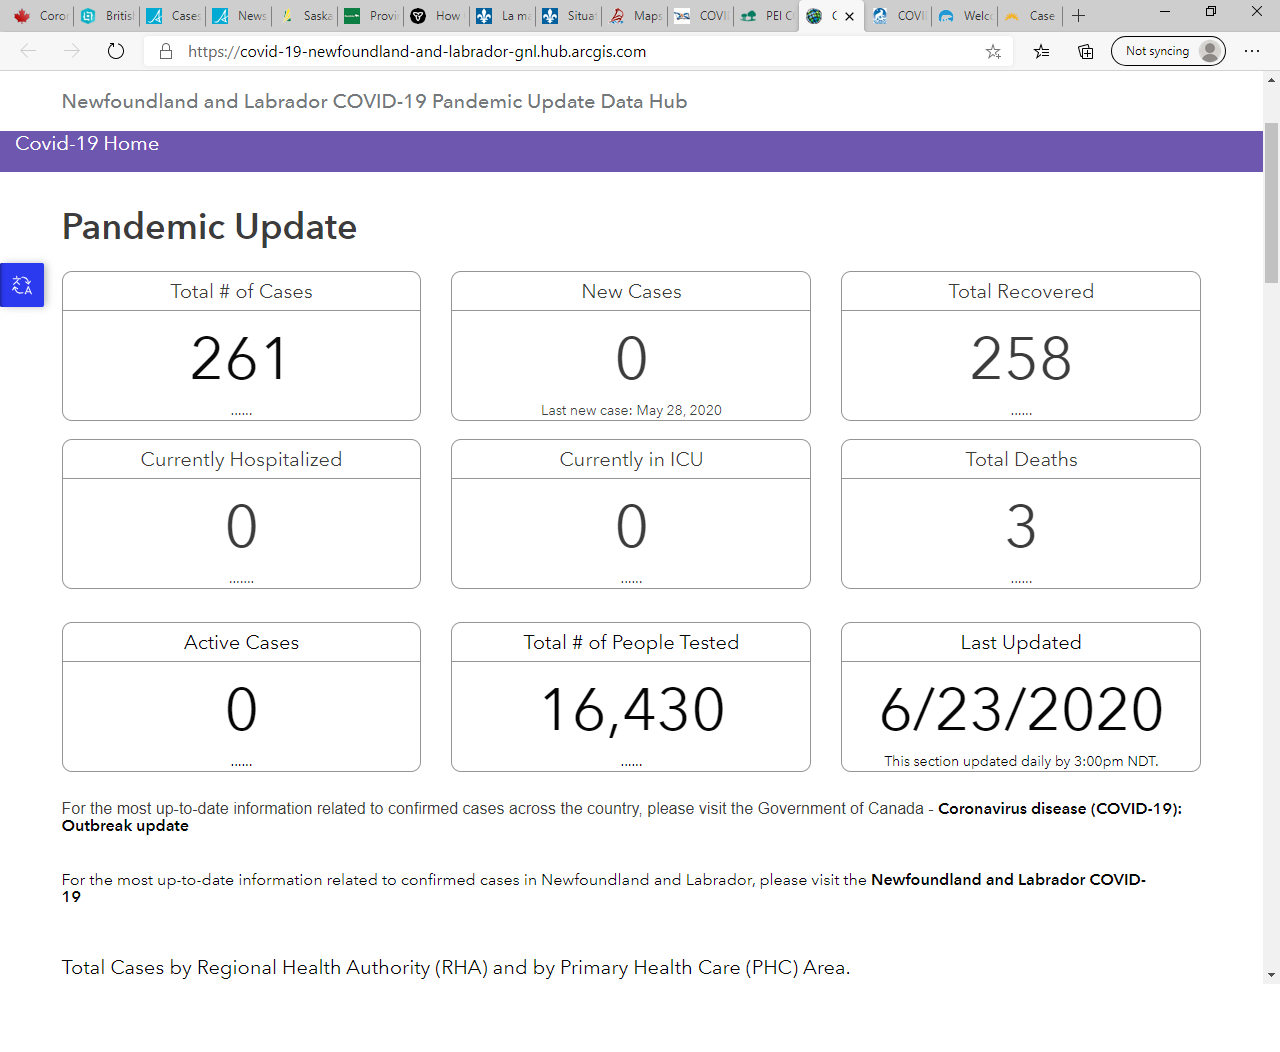 Coror
Britis
Cases
News
Saska
Provi
How
La ma
Situat
Maps
COVI
PEI C
C
COVI
Welco
Case
https://covid-19-newfoundland-and-labrador-gnl.hub.arcgis.com
Not syncing
Newfoundland and Labrador COVID-19 Pandemic Update Data Hub
Covid-19 Home
Pandemic Update
Total # of Cases
261
......
New Cases
0
Last new case: May 28, 2020
Total Recovered
258
......
Currently Hospitalized
0
.......
Currently in ICU
0
......
Total Deaths
3
......
Active Cases
0
......
Total # of People Tested
16,430
......
Last Updated
6/23/2020
This section updated daily by 3:00pm NDT.
For the most up-to-date information related to confirmed cases across the country, please visit the Government of Canada - Coronavirus disease (COVID-19):
Outbreak update
For the most up-to-date information related to confirmed cases in Newfoundland and Labrador, please visit the Newfoundland and Labrador COVID-
19
Total Cases by Regional Health Authority (RHA) and by Primary Health Care (PHC) Area.